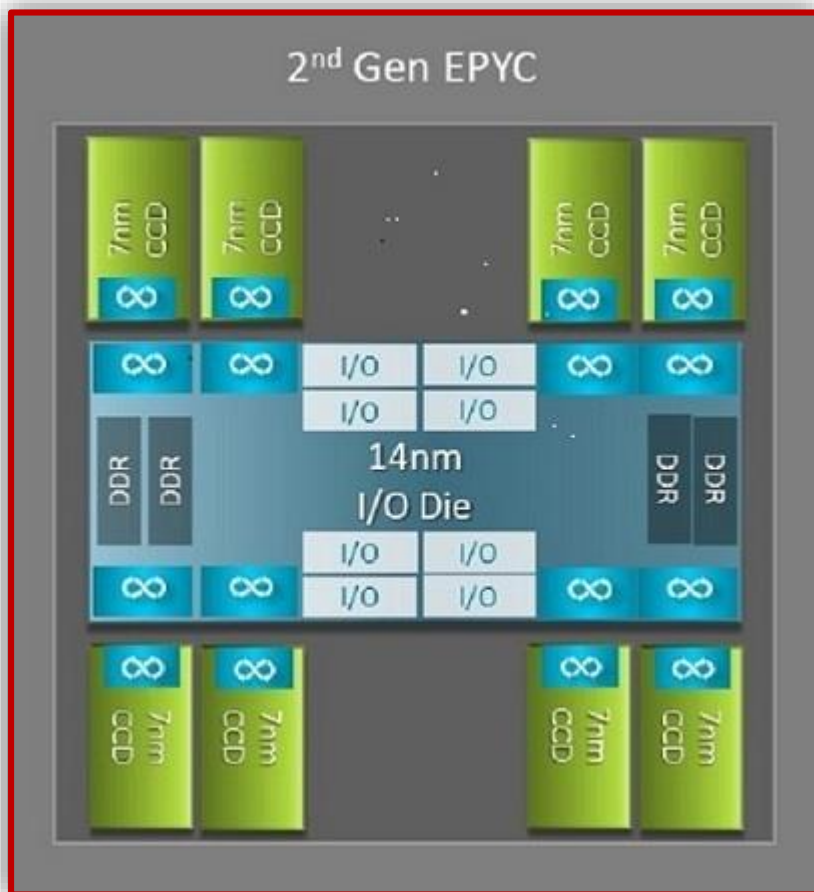 2nd Gen EPYC
7nm CCD
7nm CCD
7nm CCD
7nm CCD
∞
∞
∞
∞
∞
∞
I/O
I/O
∞
∞
I/O
I/O
14nm
I/O Die
DDR
DDR
DDR
DDR
I/O
I/O
∞
∞
I/O
I/O
∞
∞
∞
∞
∞
∞
7nm CCD
7nm CCD
7nm CCD
7nm CCD